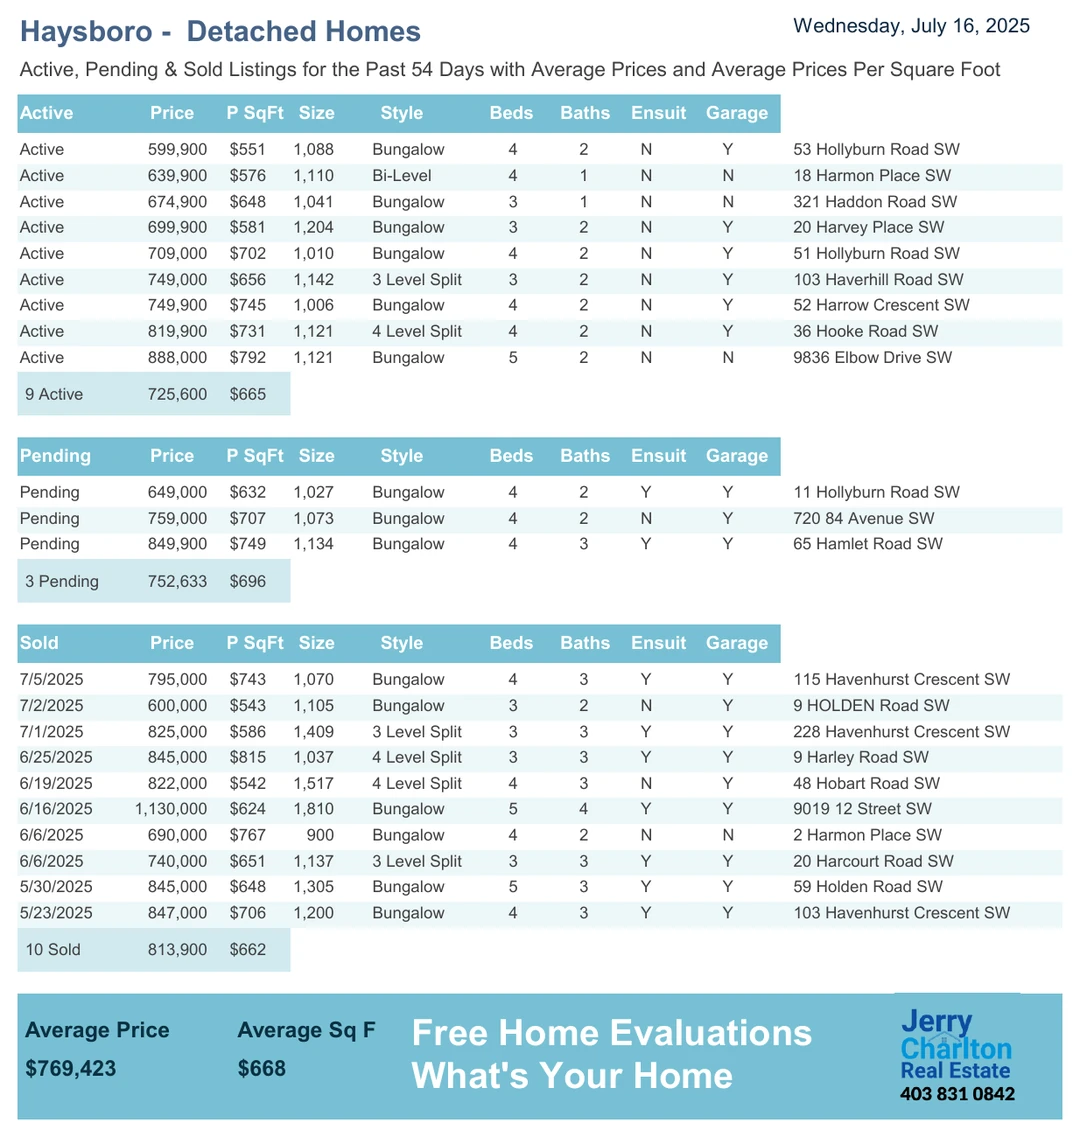 Haysboro -  Detached Homes
Wednesday, July 16, 2025
Active, Pending & Sold Listings for the Past 54 Days with Average Prices and Average Prices Per Square Foot
Active Price P SqFt Size Style Beds Baths Ensuit Garage
Active 599,900 $551 1,088 Bungalow 4 2 N Y 53 Hollyburn Road SW
Active 639,900 $576 1,110 Bi-Level 4 1 N N 18 Harmon Place SW
Active 674,900 $648 1,041 Bungalow 3 1 N N 321 Haddon Road SW
Active 699,900 $581 1,204 Bungalow 3 2 N Y 20 Harvey Place SW
Active 709,000 $702 1,010 Bungalow 4 2 N Y 51 Hollyburn Road SW
Active 749,000 $656 1,142 3 Level Split 3 2 N Y 103 Haverhill Road SW
Active 749,900 $745 1,006 Bungalow 4 2 N Y 52 Harrow Crescent SW
Active 819,900 $731 1,121 4 Level Split 4 2 N Y 36 Hooke Road SW
Active 888,000 $792 1,121 Bungalow 5 2 N N 9836 Elbow Drive SW
9 Active 725,600 $665
Pending Price P SqFt Size Style Beds Baths Ensuit Garage
Pending 649,000 $632 1,027 Bungalow 4 2 Y Y 11 Hollyburn Road SW
Pending 759,000 $707 1,073 Bungalow 4 2 N Y 720 84 Avenue SW
Pending 849,900 $749 1,134 Bungalow 4 3 Y Y 65 Hamlet Road SW
3 Pending 752,633 $696
Sold Price P SqFt Size Style Beds Baths Ensuit Garage
7/5/2025 795,000 $743 1,070 Bungalow 4 3 Y Y 115 Havenhurst Crescent SW
7/2/2025 600,000 $543 1,105 Bungalow 3 2 N Y 9 HOLDEN Road SW
7/1/2025 825,000 $586 1,409 3 Level Split 3 3 Y Y 228 Havenhurst Crescent SW
6/25/2025 845,000 $815 1,037 4 Level Split 3 3 Y Y 9 Harley Road SW
6/19/2025 822,000 $542 1,517 4 Level Split 4 3 N Y 48 Hobart Road SW
6/16/2025 1,130,000 $624 1,810 Bungalow 5 4 Y Y 9019 12 Street SW
6/6/2025 690,000 $767 900 Bungalow 4 2 N N 2 Harmon Place SW
6/6/2025 740,000 $651 1,137 3 Level Split 3 3 Y Y 20 Harcourt Road SW
5/30/2025 845,000 $648 1,305 Bungalow 5 3 Y Y 59 Holden Road SW
5/23/2025 847,000 $706 1,200 Bungalow 4 3 Y Y 103 Havenhurst Crescent SW
10 Sold 813,900 $662
Average Price Average Sq F
$769,423 $668
Free Home Evaluations
What's Your Home
Jerry
Charlton
Real Estate
403 831 0842